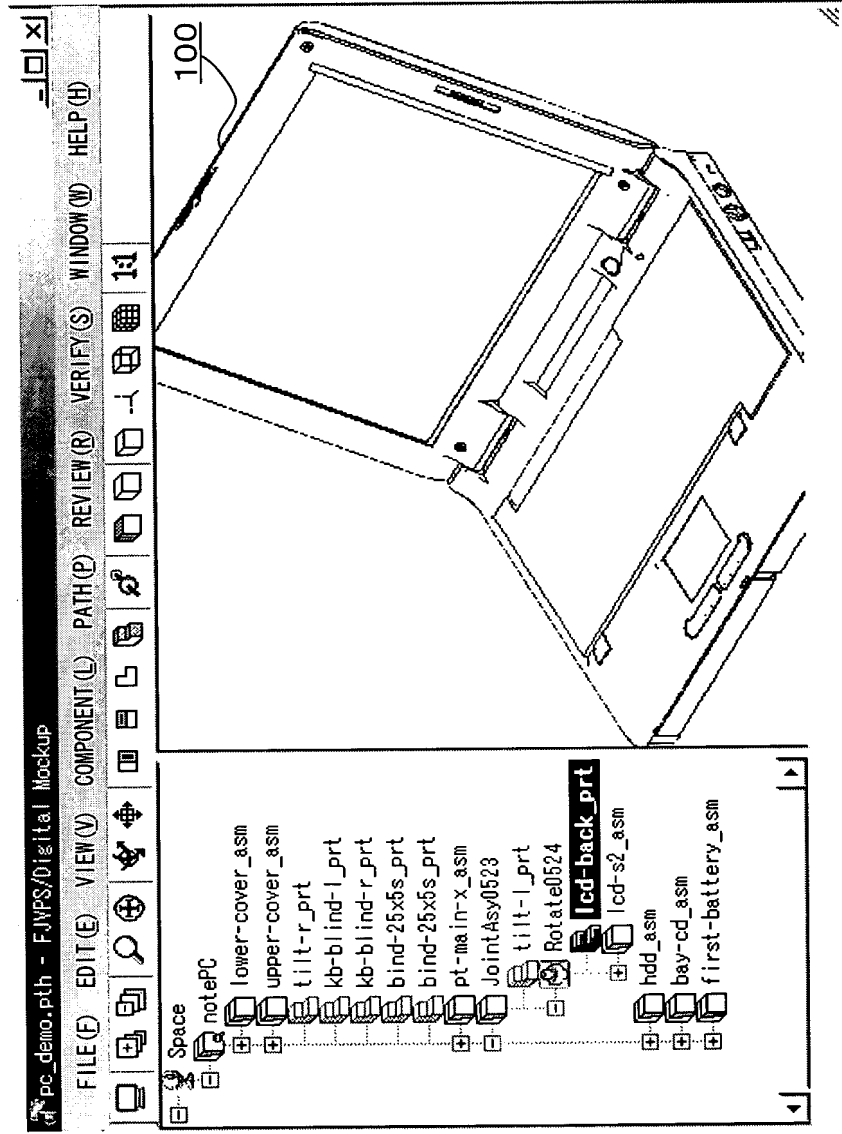 pc_demo.pth - FJVPS/Digital Mockup
FILE(F) EDIT(E) VIEW(V) COMPONENT(L) PATH(P) REVIEW(R) VERIFY(S) WINDOW(W) HELP(H)
1:1
Space
notePC
lower-cover_asm
upper-cover_asm
tilt-r_prt
kb-blind-l_prt
kb-blind-r_prt
bind-25x5s_prt
bind-25x5s_prt
pt-main-x_asm
JointAsy0523
tilt-l_prt
Rotate0524
lcd-back_prt
lcd-s2_asm
hdd_asm
bay-cd_asm
first-battery_asm
100